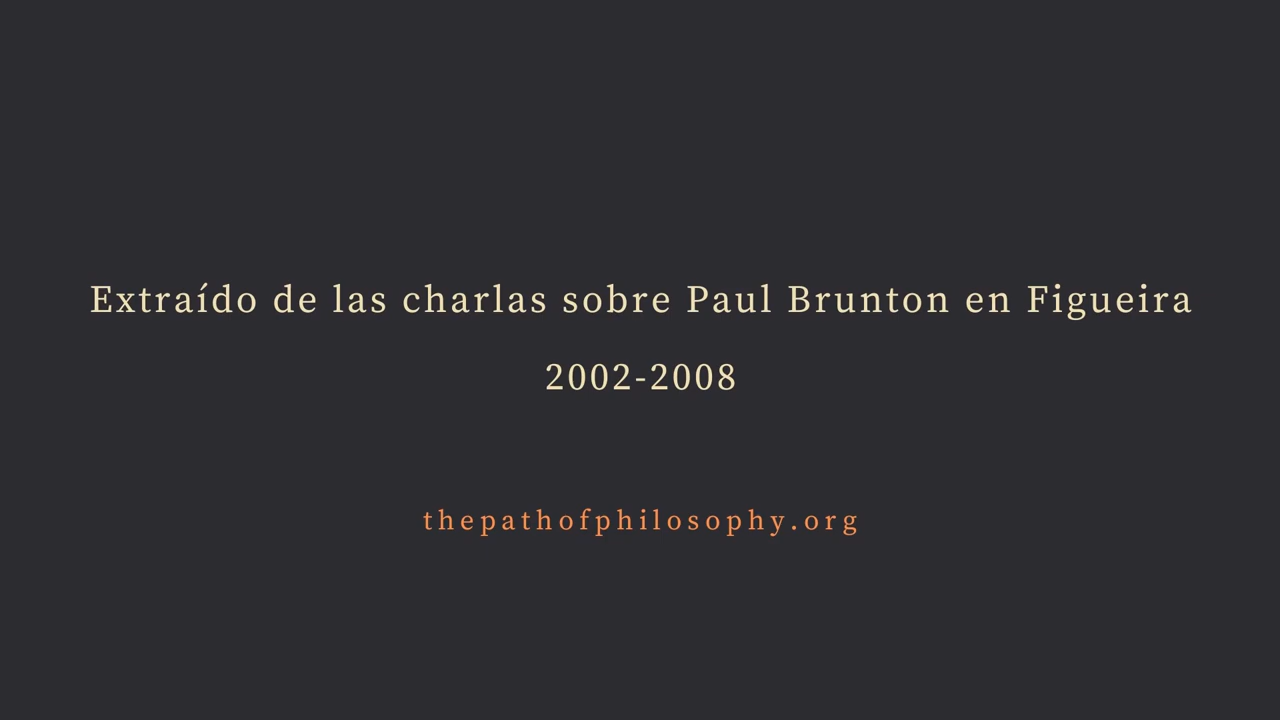 Extraído de las charlas sobre Paul Brunton en Figueira
2002-2008
thepathofphilosophy.org